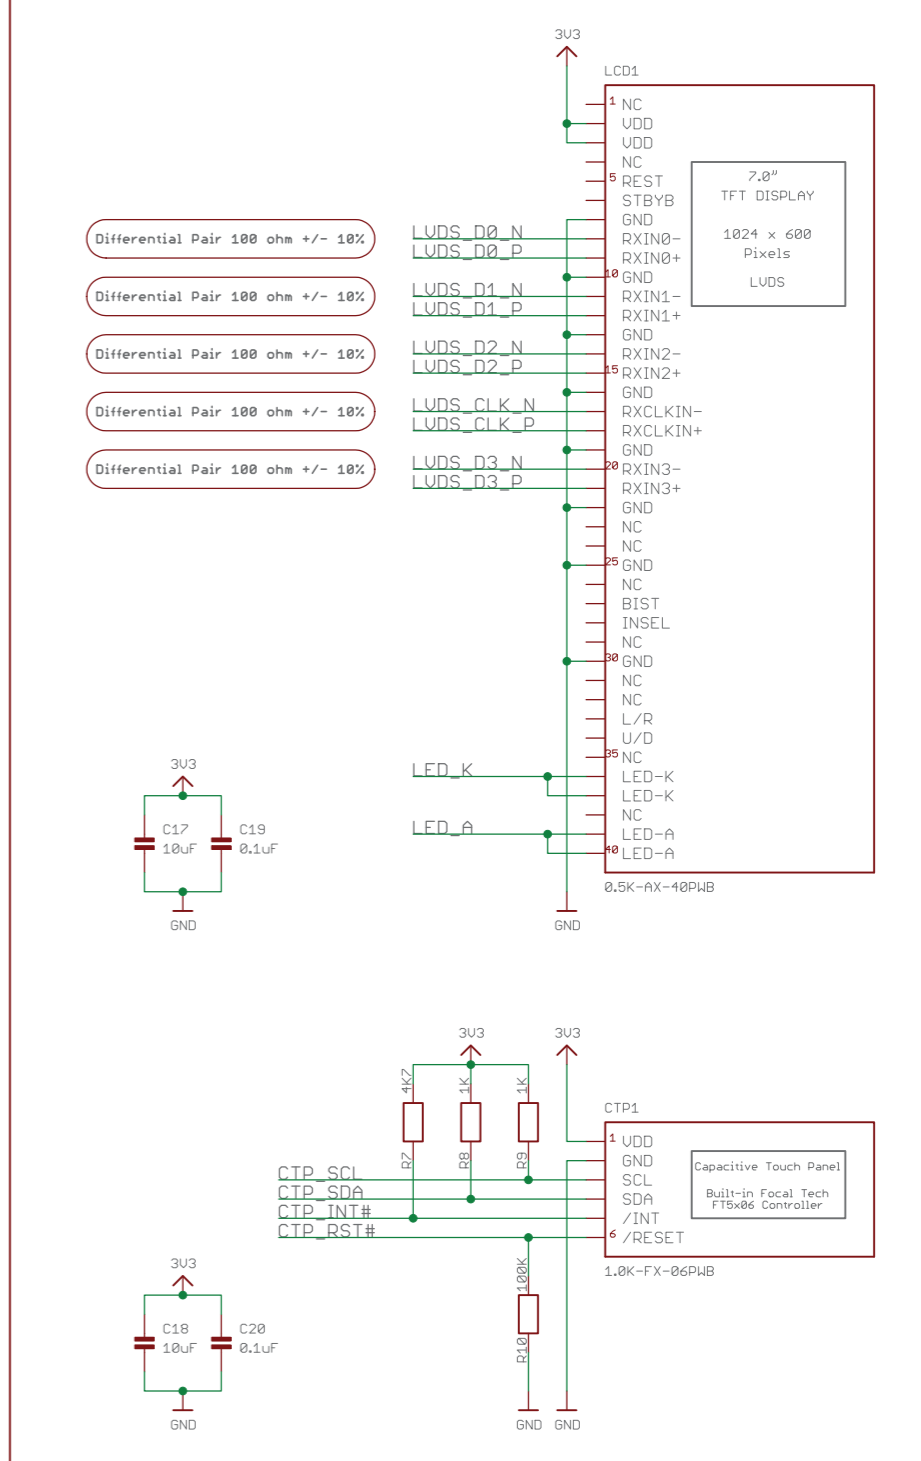 3V3
LCD1
1 NC
VDD
VDD
NC
5 REST
STBYB
GND
RXIN0-
RXIN0+
10 GND
RXIN1-
RXIN1+
GND
RXIN2-
15 RXIN2+
GND
RXCLKIN-
RXCLKIN+
GND
20 RXIN3-
RXIN3+
GND
NC
NC
25 GND
NC
BIST
INSEL
NC
30 GND
NC
NC
L/R
U/D
35 NC
LED-K
LED-K
NC
LED-A
40 LED-A
0.5K-AX-40PWB
7.0"
TFT DISPLAY
1024 x 600
Pixels
LVDS
Differential Pair 100 ohm +/- 10%
LVDS_D0_N
LVDS_D0_P
Differential Pair 100 ohm +/- 10%
LVDS_D1_N
LVDS_D1_P
Differential Pair 100 ohm +/- 10%
LVDS_D2_N
LVDS_D2_P
Differential Pair 100 ohm +/- 10%
LVDS_CLK_N
LVDS_CLK_P
Differential Pair 100 ohm +/- 10%
LVDS_D3_N
LVDS_D3_P
LED_K
LED_A
GND
3V3
C17
10uF
C19
0.1uF
GND
3V3
3V3
4K7
R7
1K
R8
1K
R9
CTP1
1 VDD
GND
SCL
SDA
/INT
6 /RESET
1.0K-FX-06PWB
Capacitive Touch Panel
Built-in Focal Tech
FT5x06 Controller
CTP_SCL
CTP_SDA
CTP_INT#
CTP_RST#
100K
R10
GND
GND
3V3
C18
10uF
C20
0.1uF
GND